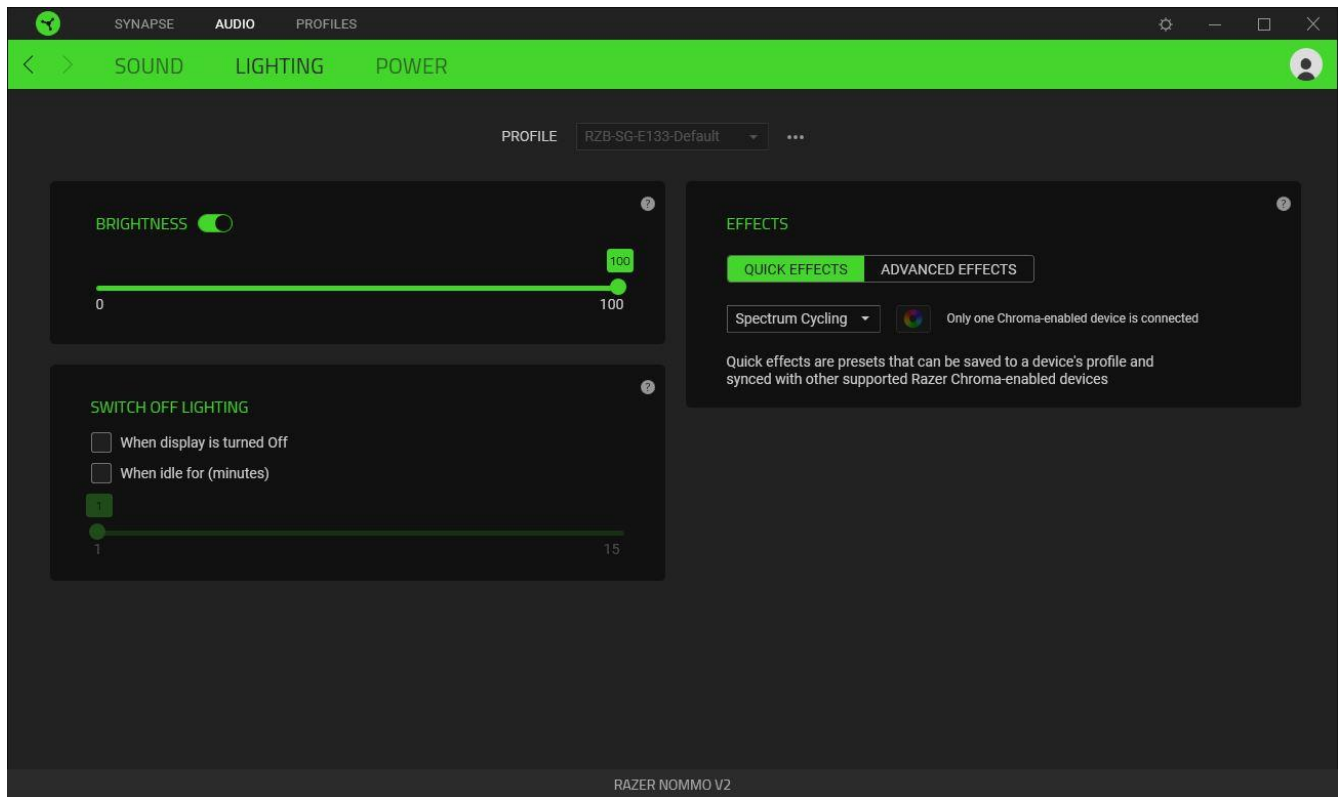 SYNAPSE AUDIO PROFILES
SOUND LIGHTING POWER
PROFILE RZB-SG-E133-Default
BRIGHTNESS
100
0 100
SWITCH OFF LIGHTING
When display is turned Off
When idle for (minutes)
1
1 15
EFFECTS
QUICK EFFECTS ADVANCED EFFECTS
Spectrum Cycling Only one Chroma-enabled device is connected
Quick effects are presets that can be saved to a device's profile and
synced with other supported Razer Chroma-enabled devices
RAZER NOMMO V2